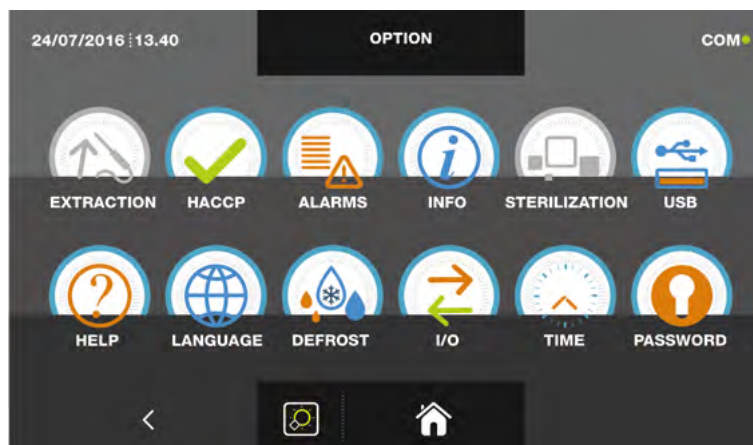 24/07/2016 13.40 OPTION COM
EXTRACTION HACCP ALARMS INFO STERILIZATION USB
HELP LANGUAGE DEFROST I/O TIME PASSWORD